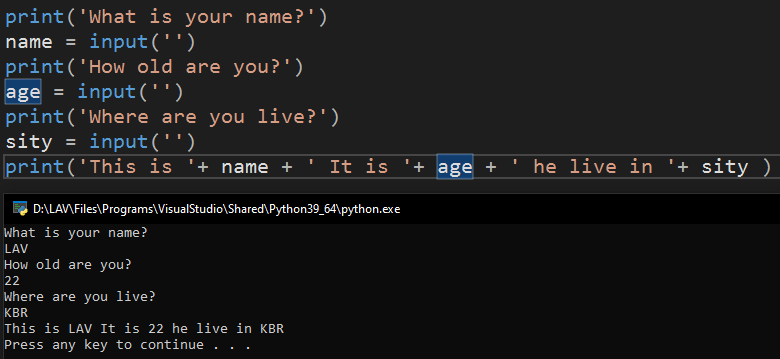 print('What is your name?')
name = input('')
print('How old are you?')
age = input('')
print('Where are you live?')
sity = input('')
print('This is '+ name + ' It is '+ age + ' he live in '+ sity )
D:\LAV\Files\Programs\VisualStudio\Shared\Python39_64\python.exe
What is your name?
LAV
How old are you?
22
Where are you live?
KBR
This is LAV It is 22 he live in KBR
Press any key to continue . . .